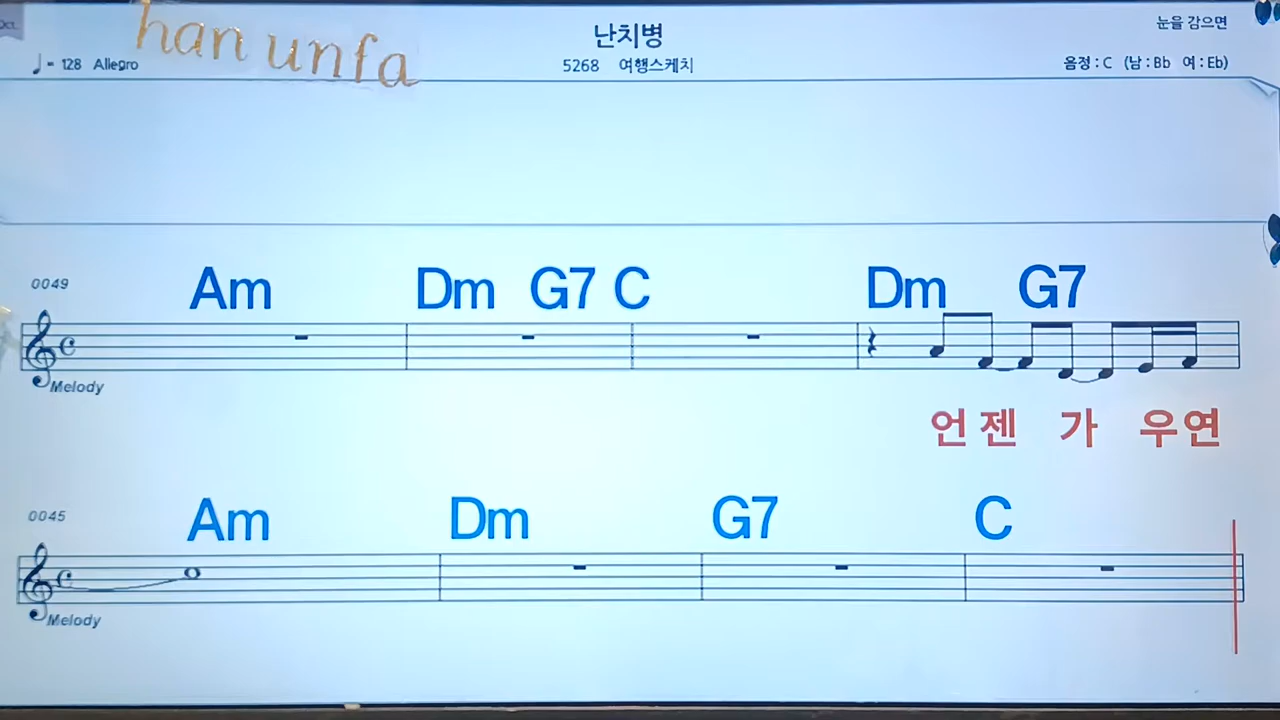 Oct.
han unfa
난치병
눈을 감으면
♩= 128 Allegro
5268 여행스케치
음정 : C (남 : Bb 여 : Eb)
0049
Am Dm G7 C Dm G7
Melody
언 젠 가 우 연
0045
Am Dm G7 C
Melody